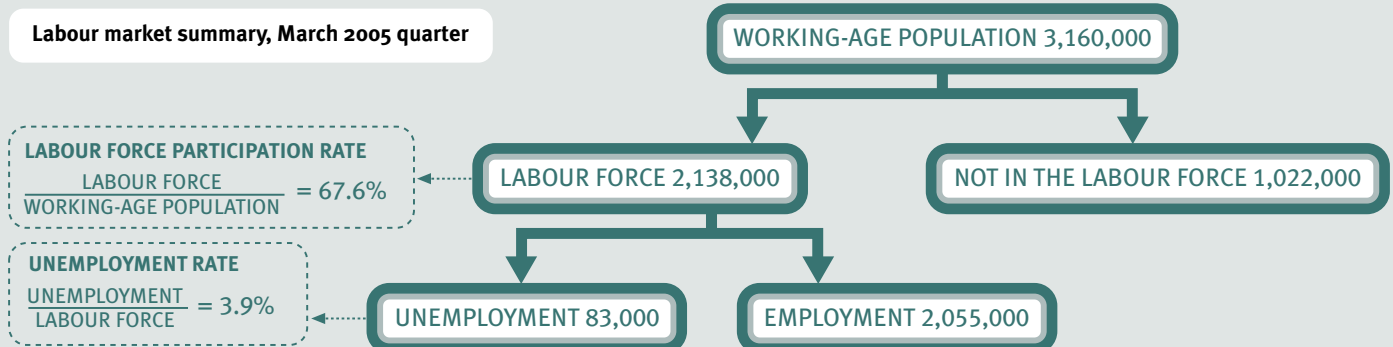 Labour market summary, March 2005 quarter
WORKING-AGE POPULATION 3,160,000
LABOUR FORCE PARTICIPATION RATE
LABOUR FORCE
WORKING-AGE POPULATION
= 67.6%
LABOUR FORCE 2,138,000
NOT IN THE LABOUR FORCE 1,022,000
UNEMPLOYMENT RATE
UNEMPLOYMENT
LABOUR FORCE
= 3.9%
UNEMPLOYMENT 83,000
EMPLOYMENT 2,055,000